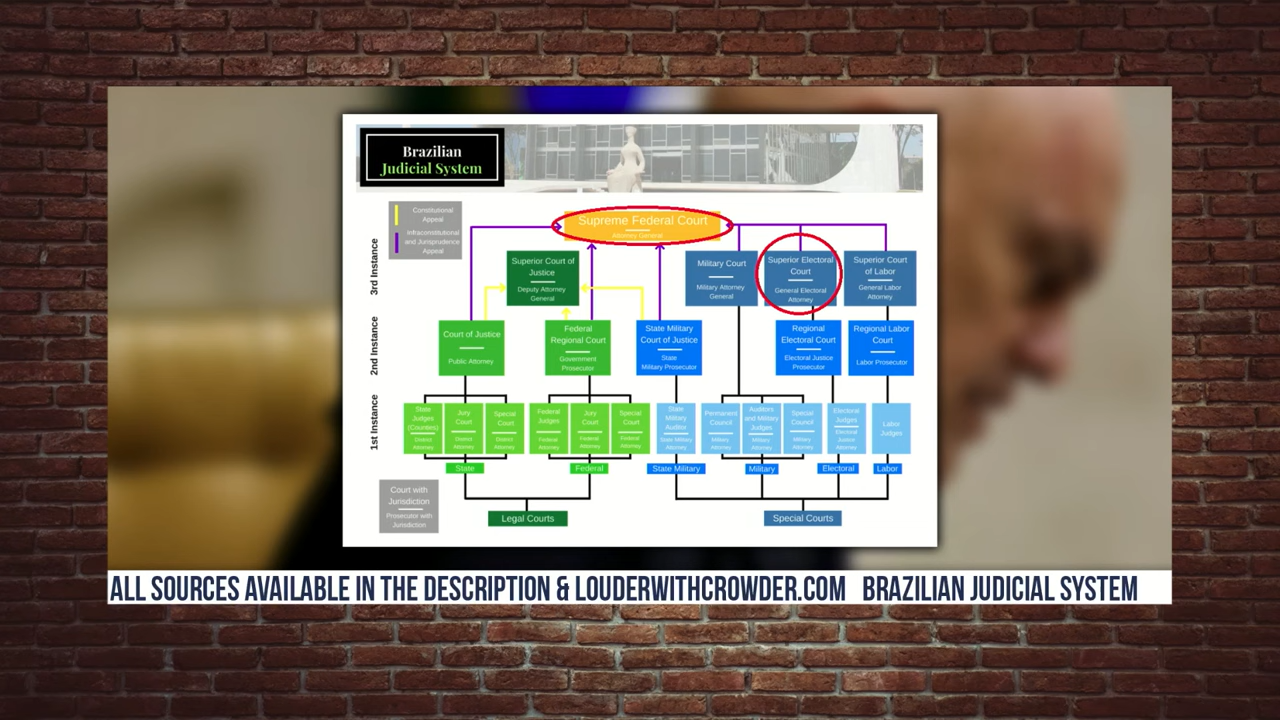 Brazilian
Judicial System
Constitutional
Appeal
Infraconstitutional
and Jurisprudence
Appeal
3rd Instance
Supreme Federal Court
Attorney General
Superior Court of
Justice
Deputy Attorney
General
Military Court
Military Attorney
General
Superior Electoral
Court
General Electoral
Attorney
Superior Court
of Labor
General Labor
Attorney
2nd Instance
Court of Justice
Public Attorney
Federal
Regional Court
Government
Prosecutor
State Military
Court of Justice
State
Military Prosecutor
Regional
Electoral Court
Electoral Justice
Prosecutor
Regional Labor
Court
Labor Prosecutor
1st Instance
State
Judges
(Counties)
District
Attorney
Jury
Court
District
Attorney
Special
Court
District
Attorney
Federal
Judges
Federal
Attorney
Jury
Court
Federal
Attorney
Special
Court
Federal
Attorney
State
Military
Auditor
State Military
Attorney
Permanent
Council
Military
Attorney
Auditors
and Military
Judges
Military
Attorney
Special
Council
Military
Attorney
Electoral
Judges
Electoral
Justice
Attorney
Labor
Judges
State
Federal
State Military
Military
Electoral
Labor
Court with
Jurisdiction
Prosecutor with
Jurisdiction
Legal Courts
Special Courts
ALL SOURCES AVAILABLE IN THE DESCRIPTION & LOUDERWITHCROWDER.COM BRAZILIAN JUDICIAL SYSTEM